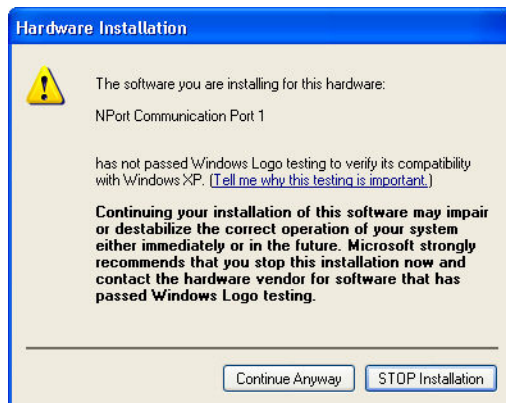 Hardware Installation
The software you are installing for this hardware:
NPort Communication Port 1
has not passed Windows Logo testing to verify its compatibility
with Windows XP. (Tell me why this testing is important.)
Continuing your installation of this software may impair
or destabilize the correct operation of your system
either immediately or in the future. Microsoft strongly
recommends that you stop this installation now and
contact the hardware vendor for software that has
passed Windows Logo testing.
Continue Anyway
STOP Installation